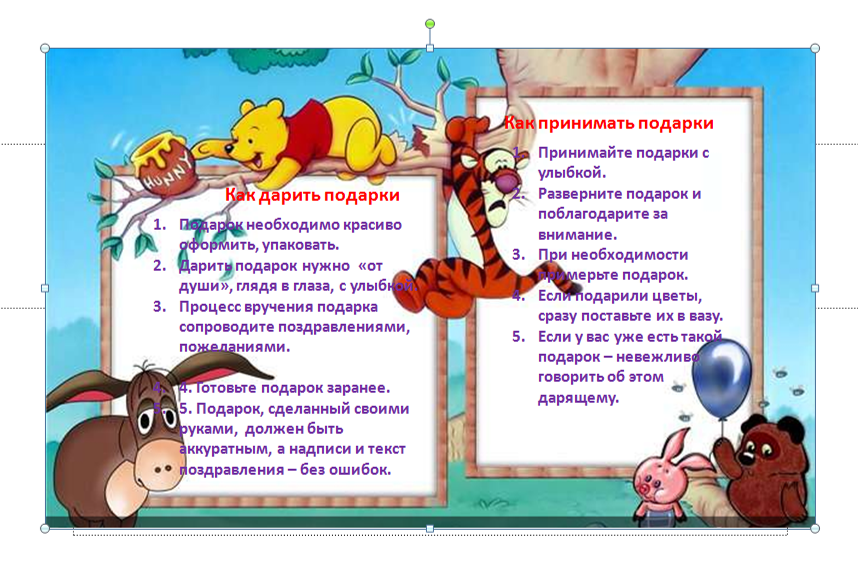 HUNNY
Как дарить подарки
1. Подарок необходимо красиво
оформить, упаковать.
2. Дарить подарок нужно «от
души», глядя в глаза, с улыбкой.
3. Процесс вручения подарка
сопроводите поздравлениями,
пожеланиями.
4. 4. Готовьте подарок заранее.
5. 5. Подарок, сделанный своими
руками, должен быть
аккуратным, а надписи и текст
поздравления – без ошибок.
Как принимать подарки
1. Принимайте подарки с
улыбкой.
2. Разверните подарок и
поблагодарите за
внимание.
3. При необходимости
примерьте подарок.
4. Если подарили цветы,
сразу поставьте их в вазу.
5. Если у вас уже есть такой
подарок – невежливо
говорить об этом
дарящему.